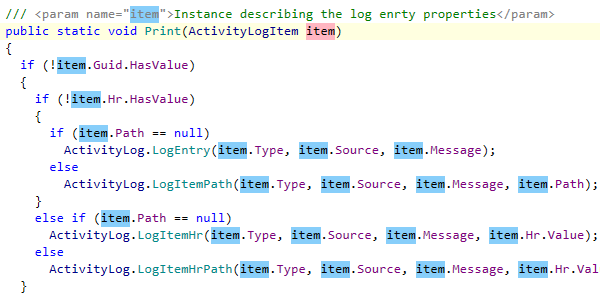 /// <param name="item">Instance describing the log enrty properties</param>
public static void Print(ActivityLogItem item)
{
if (!item.Guid.HasValue)
{
if (!item.Hr.HasValue)
{
if (item.Path == null)
ActivityLog.LogEntry(item.Type, item.Source, item.Message);
else
ActivityLog.LogItemPath(item.Type, item.Source, item.Message, item.Path);
}
else if (item.Path == null)
ActivityLog.LogItemHr(item.Type, item.Source, item.Message, item.Hr.Value);
else
ActivityLog.LogItemHrPath(item.Type, item.Source, item.Message, item.Hr.Val
}